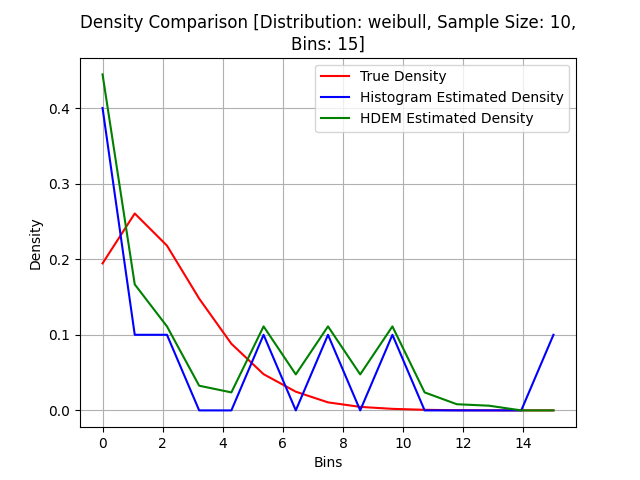 Density Comparison [Distribution: weibull, Sample Size: 10,
Bins: 15]
True Density
Histogram Estimated Density
HDEM Estimated Density
Density
0.4
0.3
0.2
0.1
0.0
0 2 4 6 8 10 12 14
Bins